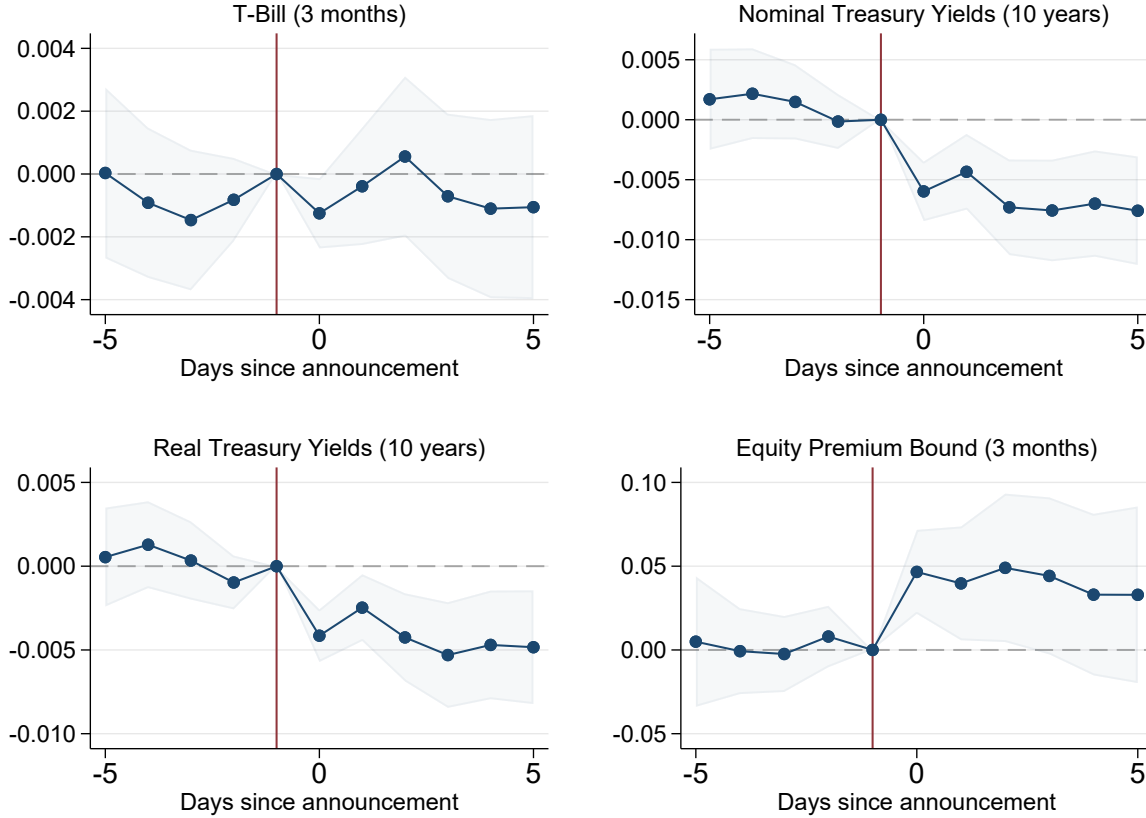 T-Bill (3 months)
0.004
0.002
0.000
-0.002
-0.004
-5 0 5
Days since announcement
Nominal Treasury Yields (10 years)
0.005
0.000
-0.005
-0.010
-0.015
-5 0 5
Days since announcement
Real Treasury Yields (10 years)
0.005
0.000
-0.005
-0.010
-5 0 5
Days since announcement
Equity Premium Bound (3 months)
0.10
0.05
0.00
-0.05
-5 0 5
Days since announcement